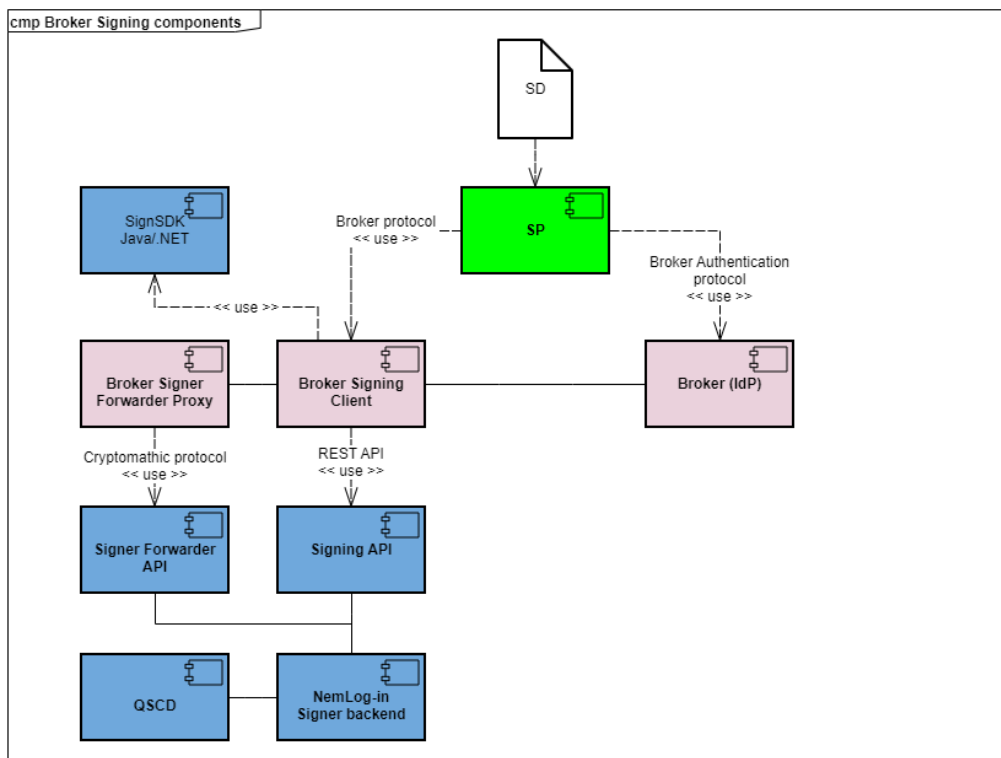 cmp Broker Signing components
SD
SignSDK
Java/.NET
Broker protocol
<< use >>
SP
Broker Authentication
protocol
<< use >>
<< use >>
Broker Signer
Forwarder Proxy
Broker Signing
Client
Broker (IdP)
Cryptomathic protocol
<< use >>
REST API
<< use >>
Signer Forwarder
API
Signing API
QSCD
NemLog-in
Signer backend